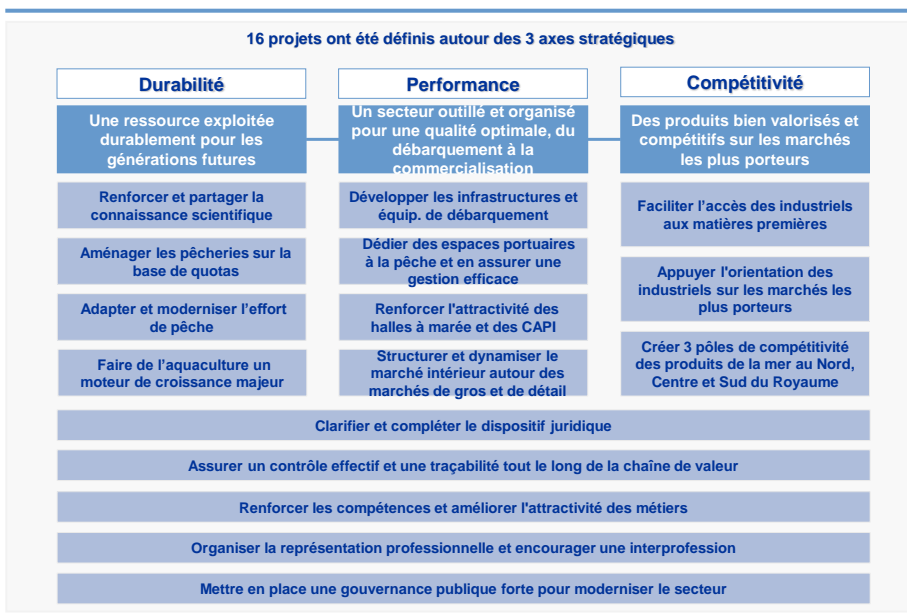 16 projets ont été définis autour des 3 axes stratégiques
Durabilité
Une ressource exploitée
durablement pour les
générations futures
Renforcer et partager la
connaissance scientifique
Aménager les pêcheries sur la
base de quotas
Adapter et moderniser l’effort
de pêche
Faire de l’aquaculture un
moteur de croissance majeur
Performance
Un secteur outillé et organisé
pour une qualité optimale, du
débarquement à la
commercialisation
Développer les infrastructures et
équip. de débarquement
Dédier des espaces portuaires
à la pêche et en assurer une
gestion efficace
Renforcer l'attractivité des
halles à marée et des CAPI
Structurer et dynamiser le
marché intérieur autour des
marchés de gros et de détail
Compétitivité
Des produits bien valorisés et
compétitifs sur les marchés
les plus porteurs
Faciliter l’accès des industriels
aux matières premières
Appuyer l'orientation des
industriels sur les marchés les
plus porteurs
Créer 3 pôles de compétitivité
des produits de la mer au Nord,
Centre et Sud du Royaume
Clarifier et compléter le dispositif juridique
Assurer un contrôle effectif et une traçabilité tout le long de la chaîne de valeur
Renforcer les compétences et améliorer l'attractivité des métiers
Organiser la représentation professionnelle et encourager une interprofession
Mettre en place une gouvernance publique forte pour moderniser le secteur